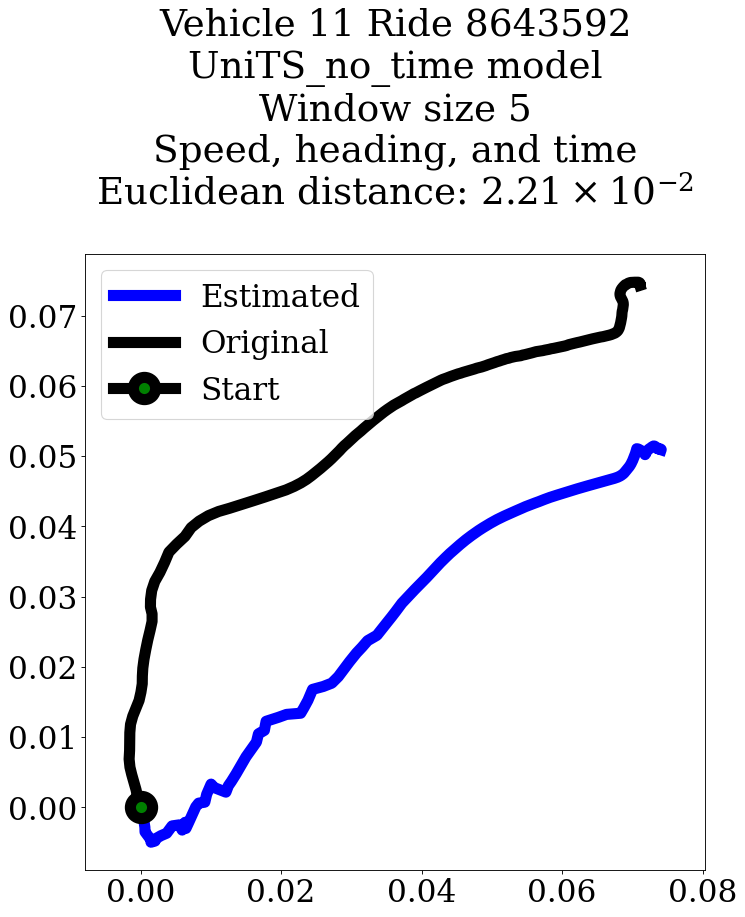 Vehicle 11 Ride 8643592
UniTS_no_time model
Window size 5
Speed, heading, and time
Euclidean distance: 2.21 × 10⁻²
Estimated
Original
Start
0.07
0.06
0.05
0.04
0.03
0.02
0.01
0.00
0.00 0.02 0.04 0.06 0.08